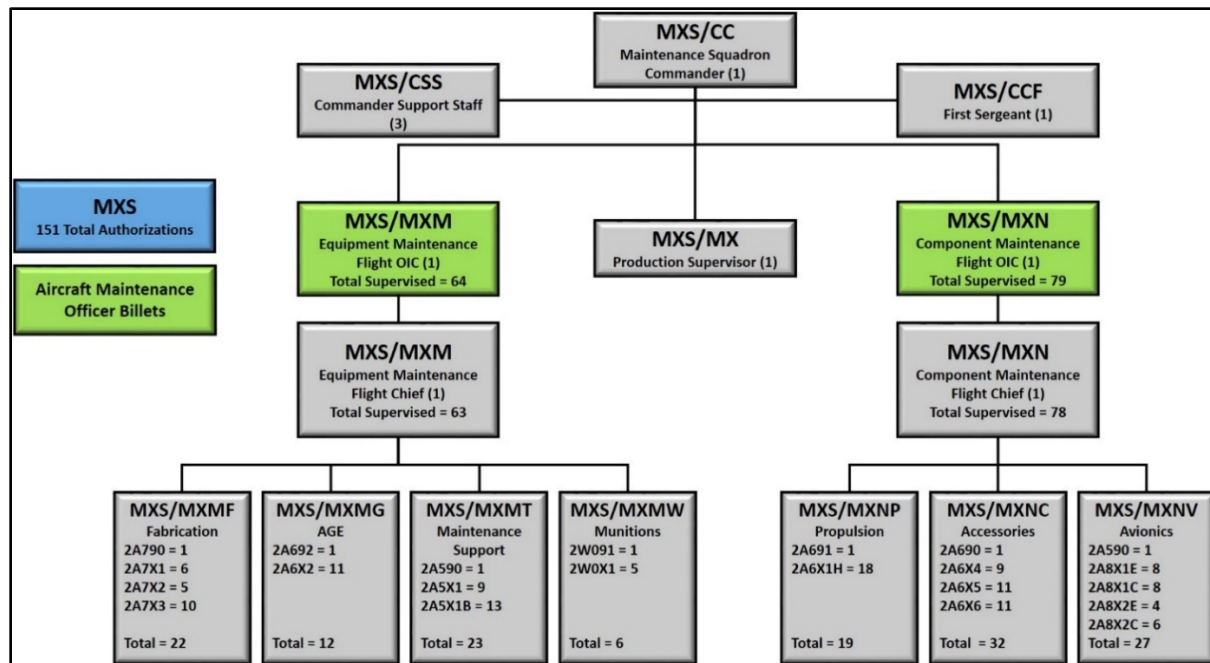 MXS/CC
Maintenance Squadron
Commander (1)
MXS/CSS
Commander Support Staff
(3)
MXS/CCF
First Sergeant (1)
MXS
151 Total Authorizations
Aircraft Maintenance
Officer Billets
MXS/MXM
Equipment Maintenance
Flight OIC (1)
Total Supervised = 64
MXS/MX
Production Supervisor (1)
MXS/MXN
Component Maintenance
Flight OIC (1)
Total Supervised = 79
MXS/MXM
Equipment Maintenance
Flight Chief (1)
Total Supervised = 63
MXS/MXN
Component Maintenance
Flight Chief (1)
Total Supervised = 78
MXS/MXMF
Fabrication
2A790 = 1
2A7X1 = 6
2A7X2 = 5
2A7X3 = 10
Total = 22
MXS/MXMG
AGE
2A692 = 1
2A6X2 = 11
Total = 12
MXS/MXMT
Maintenance
Support
2A590 = 1
2A5X1 = 9
2A5X1B = 13
Total = 23
MXS/MXMW
Munitions
2W091 = 1
2W0X1 = 5
Total = 6
MXS/MXNP
Propulsion
2A691 = 1
2A6X1H = 18
Total = 19
MXS/MXNC
Accessories
2A690 = 1
2A6X4 = 9
2A6X5 = 11
2A6X6 = 11
Total = 32
MXS/MXNV
Avionics
2A590 = 1
2A8X1E = 8
2A8X1C = 8
2A8X2E = 4
2A8X2C = 6
Total = 27